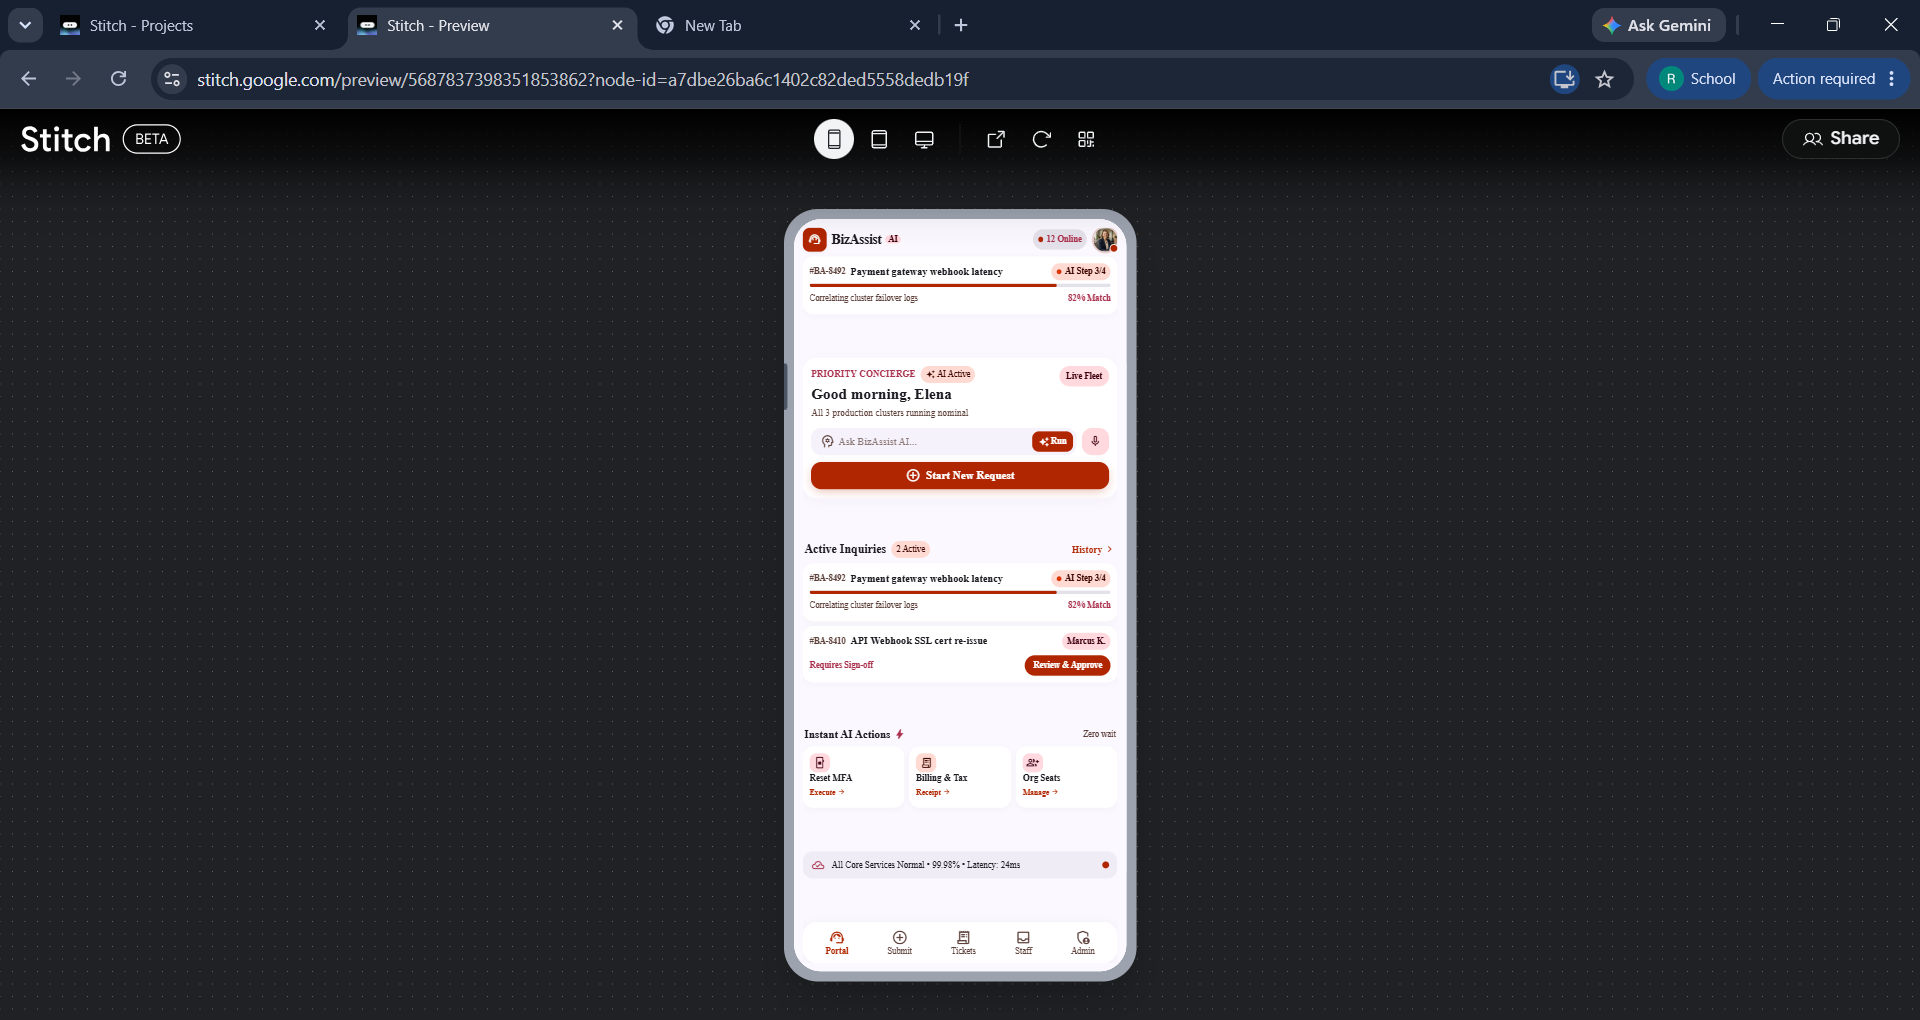 Stitch - Projects
Stitch - Preview
New Tab
Ask Gemini
stitch.google.com/preview/5687837398351853862?node-id=a7dbe26ba6c1402c82ded5558dedb19f
R School
Action required
Stitch BETA
Share
BizAssist AI
12 Online
#BA-8492 Payment gateway webhook latency
AI Step 3/4
Correlating cluster failover logs
82% Match
PRIORITY CONCIERGE
AI Active
Live Fleet
Good morning, Elena
All 3 production clusters running nominal
Ask BizAssist AI...
Run
Start New Request
Active Inquiries
2 Active
History
#BA-8492 Payment gateway webhook latency
AI Step 3/4
Correlating cluster failover logs
82% Match
#BA-8410 API Webhook SSL cert re-issue
Marcus K.
Requires Sign-off
Review & Approve
Instant AI Actions
Zero wait
Reset MFA
Execute →
Billing & Tax
Receipt →
Org Seats
Manage →
All Core Services Normal • 99.98% • Latency: 24ms
Portal
Submit
Tickets
Staff
Admin